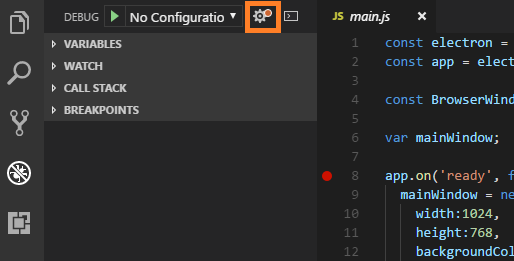 DEBUG No Configuratio
VARIABLES
WATCH
CALL STACK
BREAKPOINTS
JS main.js
1 const electron =
2 const app = elect
3
4 const BrowserWind
5
6 var mainWindow;
7
8 app.on('ready', f
9 mainWindow = ne
10 width:1024,
11 height:768,
12 backgroundCol